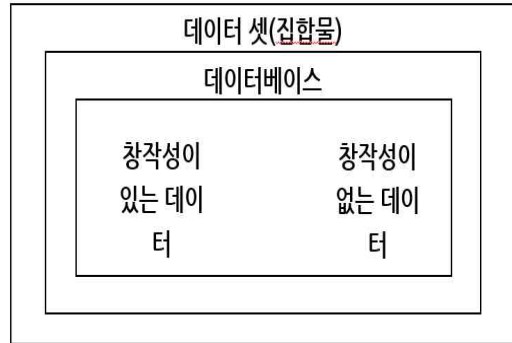 데이터 셋(집합물)
데이터베이스
창작성이 창작성이
있는 데이 없는 데이
터 터